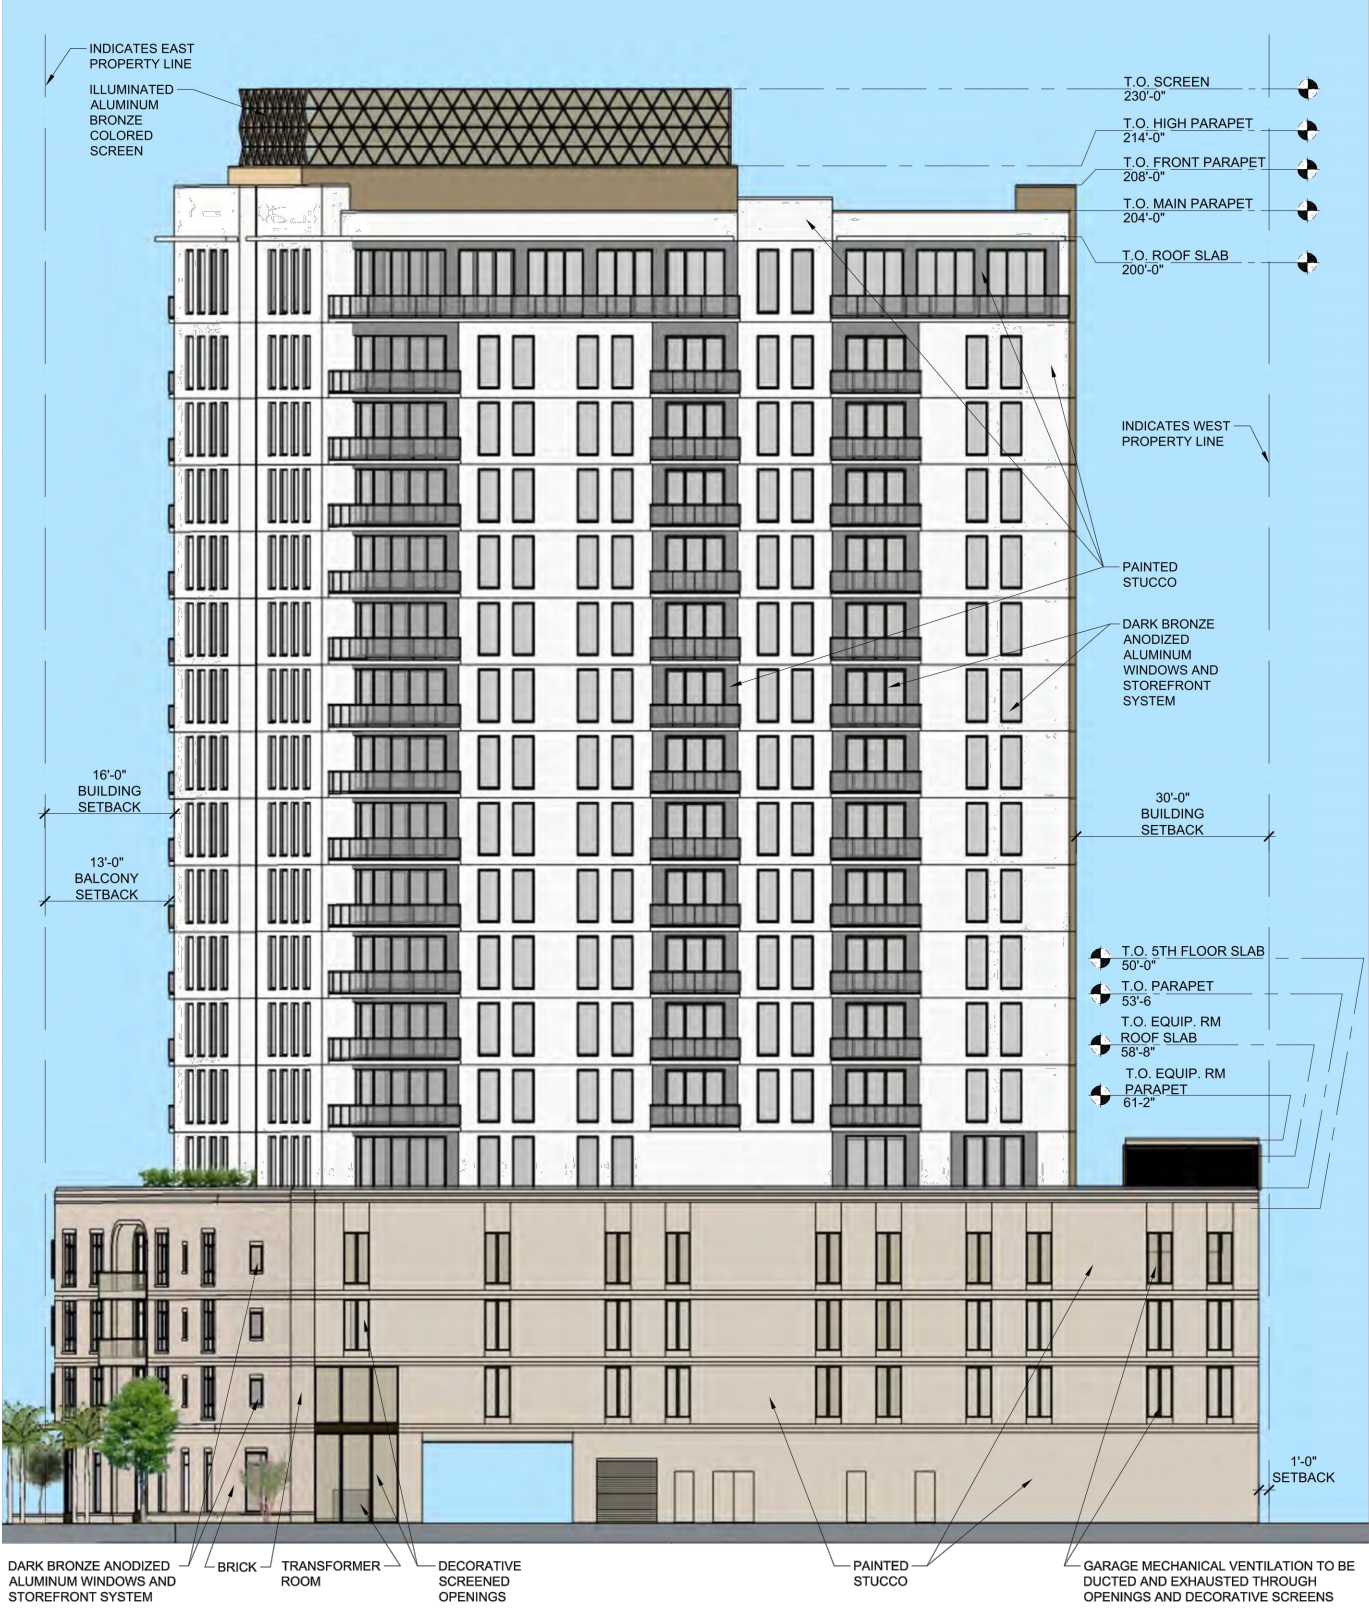 INDICATES EAST
PROPERTY LINE
ILLUMINATED
ALUMINUM
BRONZE
COLORED
SCREEN
T.O. SCREEN
230'-0"
T.O. HIGH PARAPET
214'-0"
T.O. FRONT PARAPET
208'-0"
T.O. MAIN PARAPET
204'-0"
T.O. ROOF SLAB
200'-0"
INDICATES WEST
PROPERTY LINE
PAINTED
STUCCO
DARK BRONZE
ANODIZED
ALUMINUM
WINDOWS AND
STOREFRONT
SYSTEM
16'-0"
BUILDING
SETBACK
30'-0"
BUILDING
SETBACK
13'-0"
BALCONY
SETBACK
T.O. 5TH FLOOR SLAB
50'-0"
T.O. PARAPET
53'-6
T.O. EQUIP. RM
ROOF SLAB
58'-8"
T.O. EQUIP. RM
PARAPET
61-2"
1'-0"
SETBACK
DARK BRONZE ANODIZED
ALUMINUM WINDOWS AND
STOREFRONT SYSTEM
BRICK
TRANSFORMER
ROOM
DECORATIVE
SCREENED
OPENINGS
PAINTED
STUCCO
GARAGE MECHANICAL VENTILATION TO BE
DUCTED AND EXHAUSTED THROUGH
OPENINGS AND DECORATIVE SCREENS